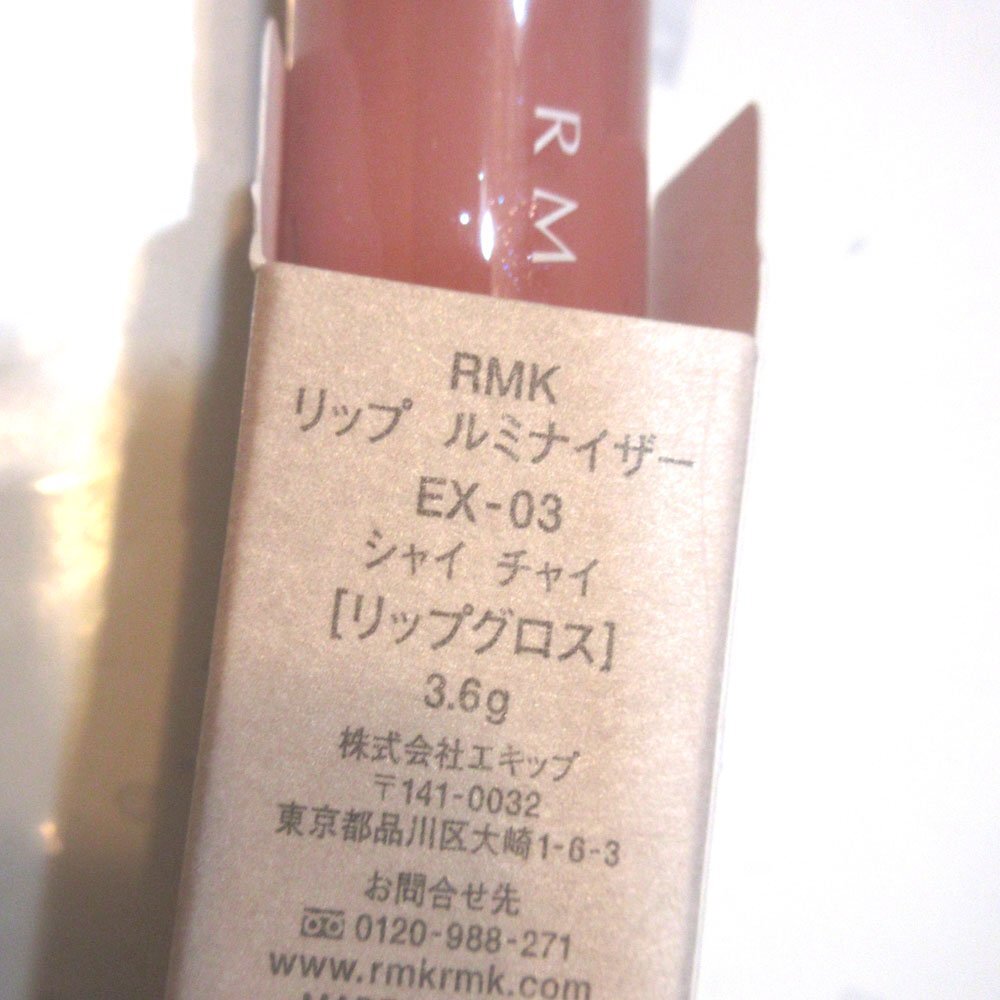 RM
RMK
リップ ルミナイザー
EX-03
シャイ チャイ
[リップグロス]
3.6g
株式会社エキップ
〒141-0032
東京都品川区大崎1-6-3
お問合せ先
0120-988-271
www.rmkrmk.com